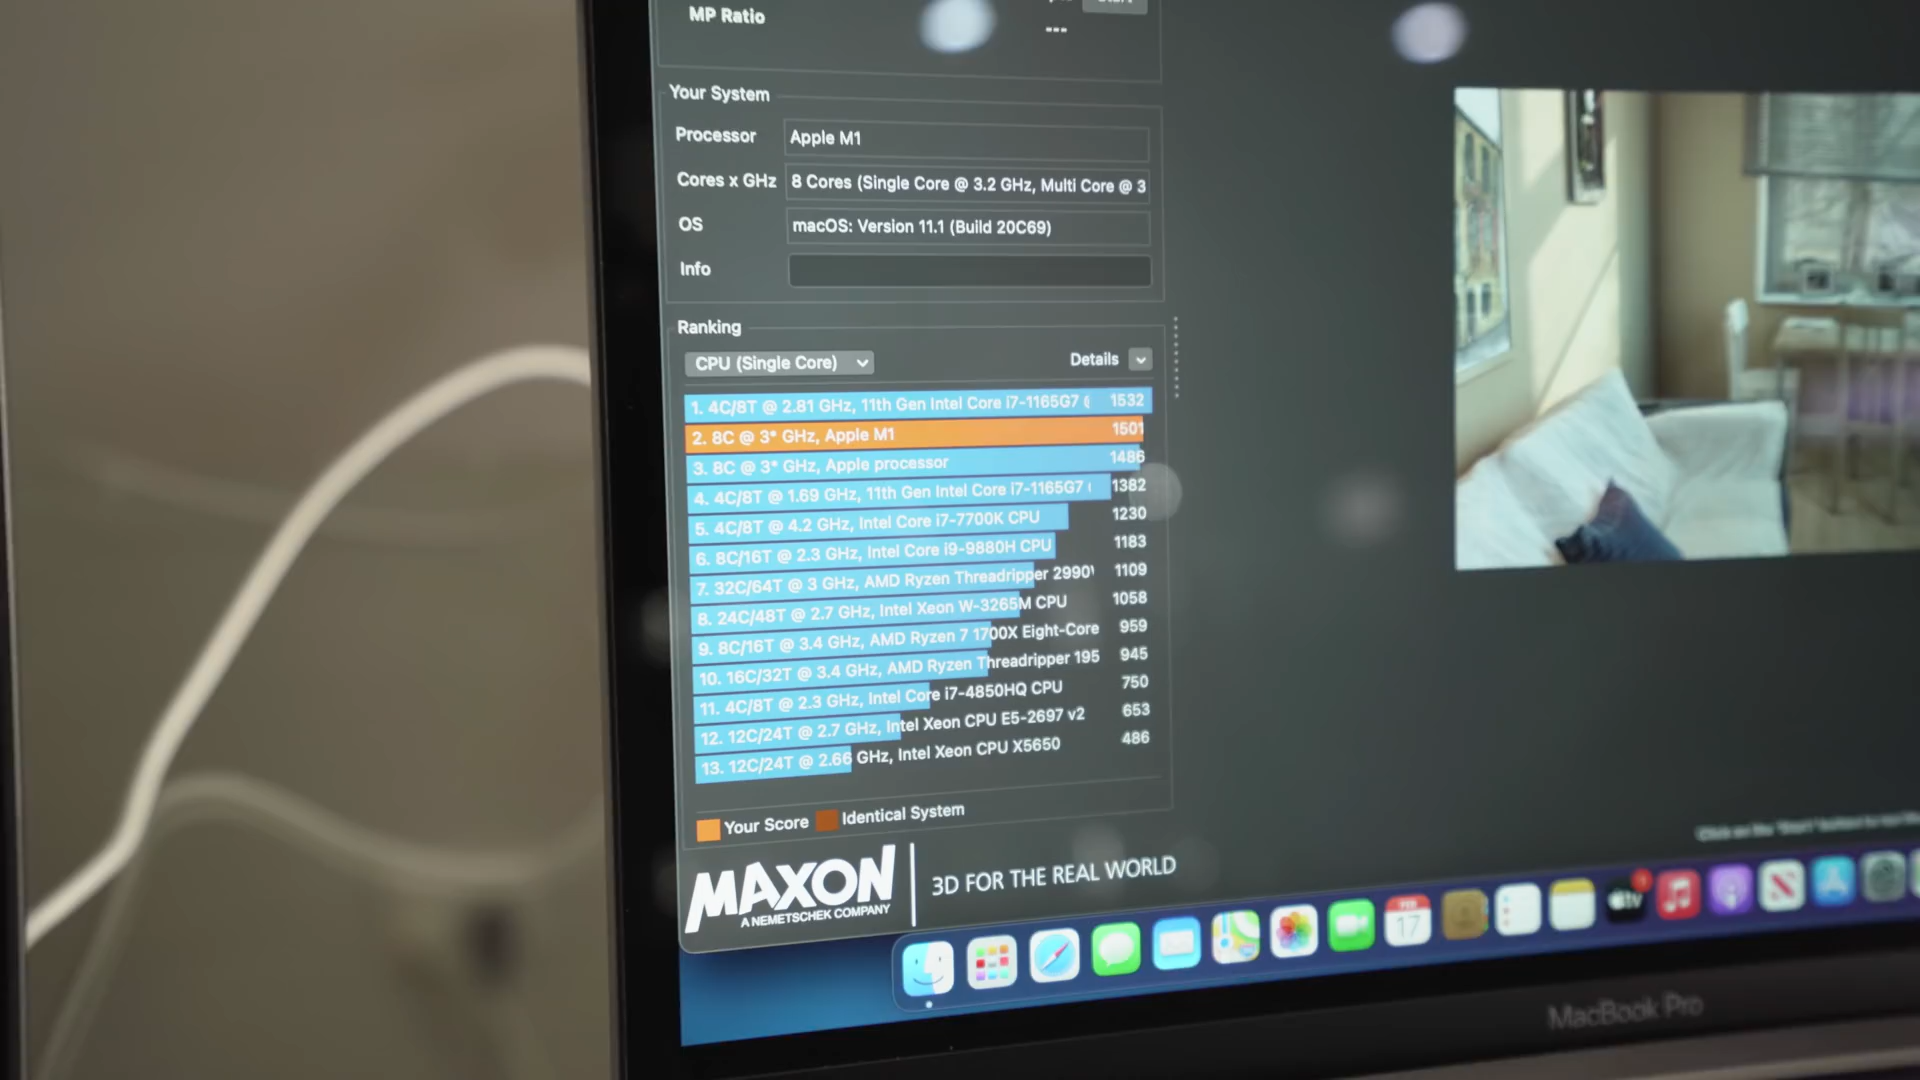 MP Ratio
---
Your System
Processor Apple M1
Cores x GHz 8 Cores (Single Core @ 3.2 GHz, Multi Core @ 3
OS macOS: Version 11.1 (Build 20C69)
Info
Ranking
CPU (Single Core) Details
1. 4C/8T @ 2.81 GHz, 11th Gen Intel Core i7-1165G7 @ 1532
2. 8C @ 3* GHz, Apple M1 1501
3. 8C @ 3* GHz, Apple processor 1486
4. 4C/8T @ 1.69 GHz, 11th Gen Intel Core i7-1165G7 1382
5. 4C/8T @ 4.2 GHz, Intel Core i7-7700K CPU 1230
6. 8C/16T @ 2.3 GHz, Intel Core i9-9880H CPU 1183
7. 32C/64T @ 3 GHz, AMD Ryzen Threadripper 2990 1109
8. 24C/48T @ 2.7 GHz, Intel Xeon W-3265M CPU 1058
9. 8C/16T @ 3.4 GHz, AMD Ryzen 7 1700X Eight-Core 959
10. 16C/32T @ 3.4 GHz, AMD Ryzen Threadripper 195 945
11. 4C/8T @ 2.3 GHz, Intel Core i7-4850HQ CPU 750
12. 12C/24T @ 2.7 GHz, Intel Xeon CPU E5-2697 v2 653
13. 12C/24T @ 2.66 GHz, Intel Xeon CPU X5650 486
Your Score Identical System
MAXON
A NEMETSCHEK COMPANY
3D FOR THE REAL WORLD
FEB
17
tv
MacBook Pro